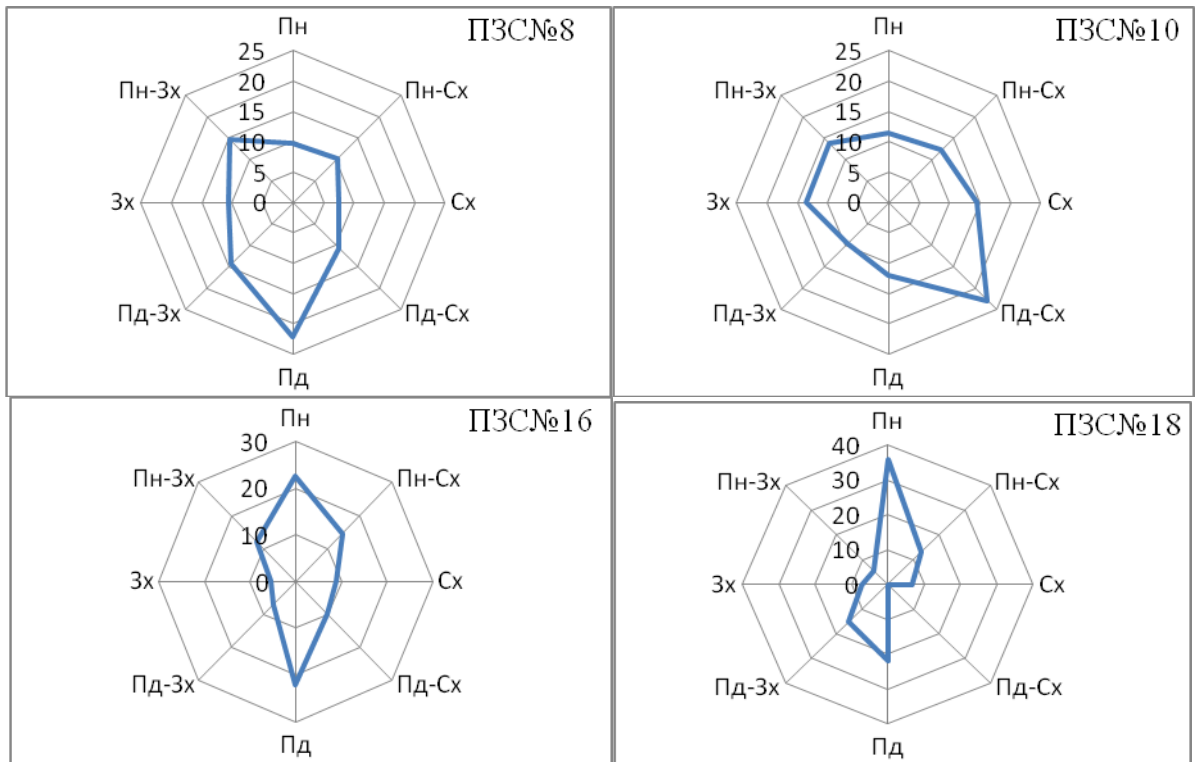 ПЗС№8
Пн
25
20
15
10
5
0
Пн-Сх
Сх
Пд-Сх
Пд
Пд-Зх
Зх
Пн-Зх
ПЗС№10
Пн
25
20
15
10
5
0
Пн-Сх
Сх
Пд-Сх
Пд
Пд-Зх
Зх
Пн-Зх
ПЗС№16
Пн
30
20
10
0
Пн-Сх
Сх
Пд-Сх
Пд
Пд-Зх
Зх
Пн-Зх
ПЗС№18
Пн
40
30
20
10
0
Пн-Сх
Сх
Пд-Сх
Пд
Пд-Зх
Зх
Пн-Зх